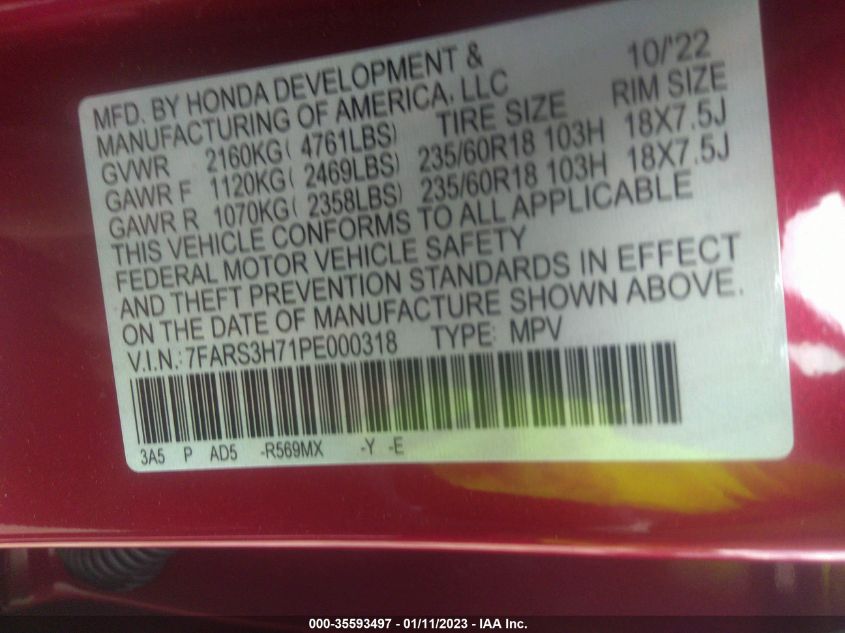 MFD. BY HONDA DEVELOPMENT & 10/'22
MANUFACTURING OF AMERICA, LLC
TIRE SIZE RIM SIZE
GVWR 2160KG( 4761LBS)
GAWR F 1120KG( 2469LBS) 235/60R18 103H 18X7.5J
GAWR R 1070KG( 2358LBS) 235/60R18 103H 18X7.5J
THIS VEHICLE CONFORMS TO ALL APPLICABLE
FEDERAL MOTOR VEHICLE SAFETY
AND THEFT PREVENTION STANDARDS IN EFFECT
ON THE DATE OF MANUFACTURE SHOWN ABOVE.
V.I.N.: 7FARS3H71PE000318 TYPE: MPV
3A5 P AD5 -R569MX -Y -E
000-35593497 - 01/11/2023 - IAA Inc.